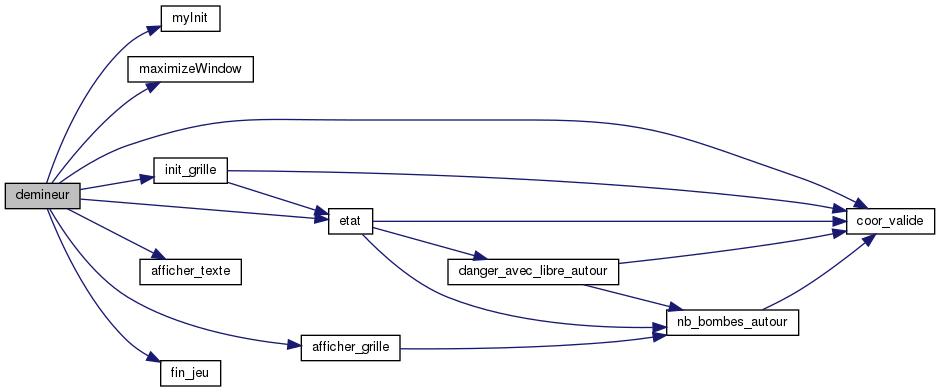 myInit
maximizeWindow
init_grille
demineur
etat
coor_valide
afficher_texte
danger_avec_libre_autour
nb_bombes_autour
afficher_grille
fin_jeu